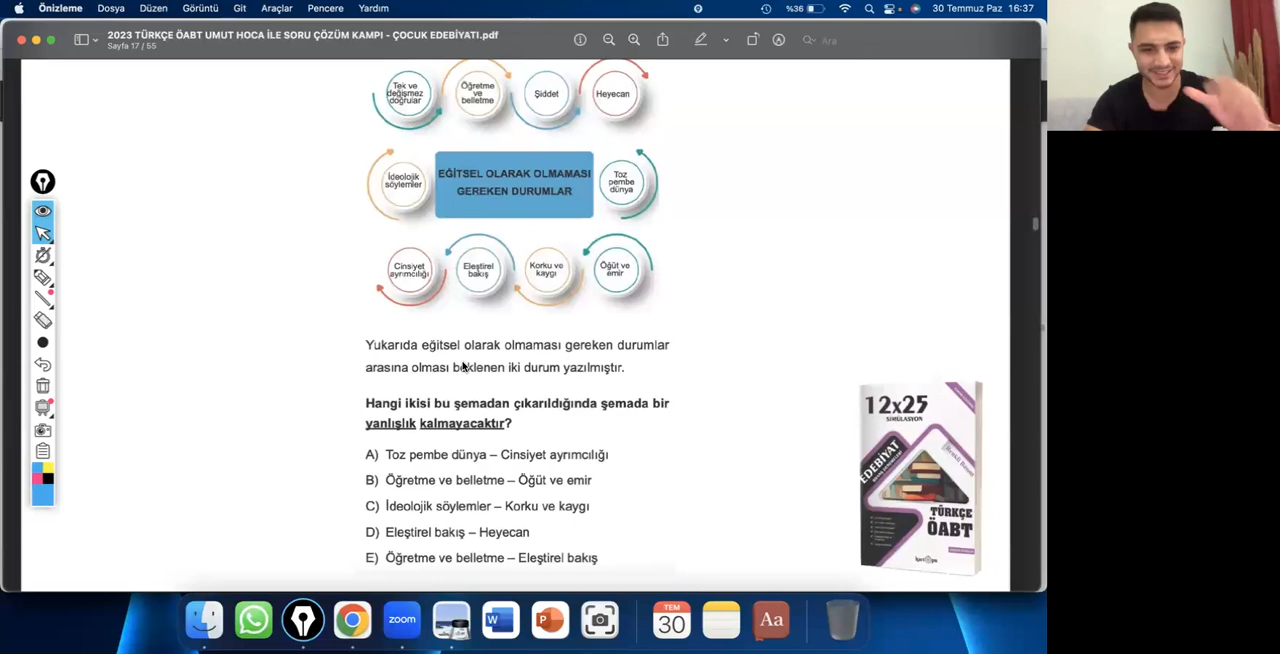 Önizleme Dosya Düzen Görüntü Git Araçlar Pencere Yardım %36 30 Temmuz Paz 16:37
2023 TÜRKÇE ÖABT UMUT HOCA İLE SORU ÇÖZÜM KAMPI - ÇOCUK EDEBİYATI.pdf
Sayfa 17 / 55
Ara
Tek ve
değişmez
doğrular
Öğretme
ve
belletme
Şiddet
Heyecan
İdeolojik
söylemler
EĞİTSEL OLARAK OLMAMASI
GEREKEN DURUMLAR
Toz
pembe
dünya
Cinsiyet
ayrımcılığı
Eleştirel
bakış
Korku ve
kaygı
Öğüt ve
emir
Yukarıda eğitsel olarak olmaması gereken durumlar
arasına olması beklenen iki durum yazılmıştır.
Hangi ikisi bu şemadan çıkarıldığında şemada bir
yanlışlık kalmayacaktır?
A) Toz pembe dünya – Cinsiyet ayrımcılığı
B) Öğretme ve belletme – Öğüt ve emir
C) İdeolojik söylemler – Korku ve kaygı
D) Eleştirel bakış – Heyecan
E) Öğretme ve belletme – Eleştirel bakış
12x25
SİMÜLASYON
EDEBİYAT
TÜRKÇE
ÖABT
zoom
W
P
TEM
30
Aa